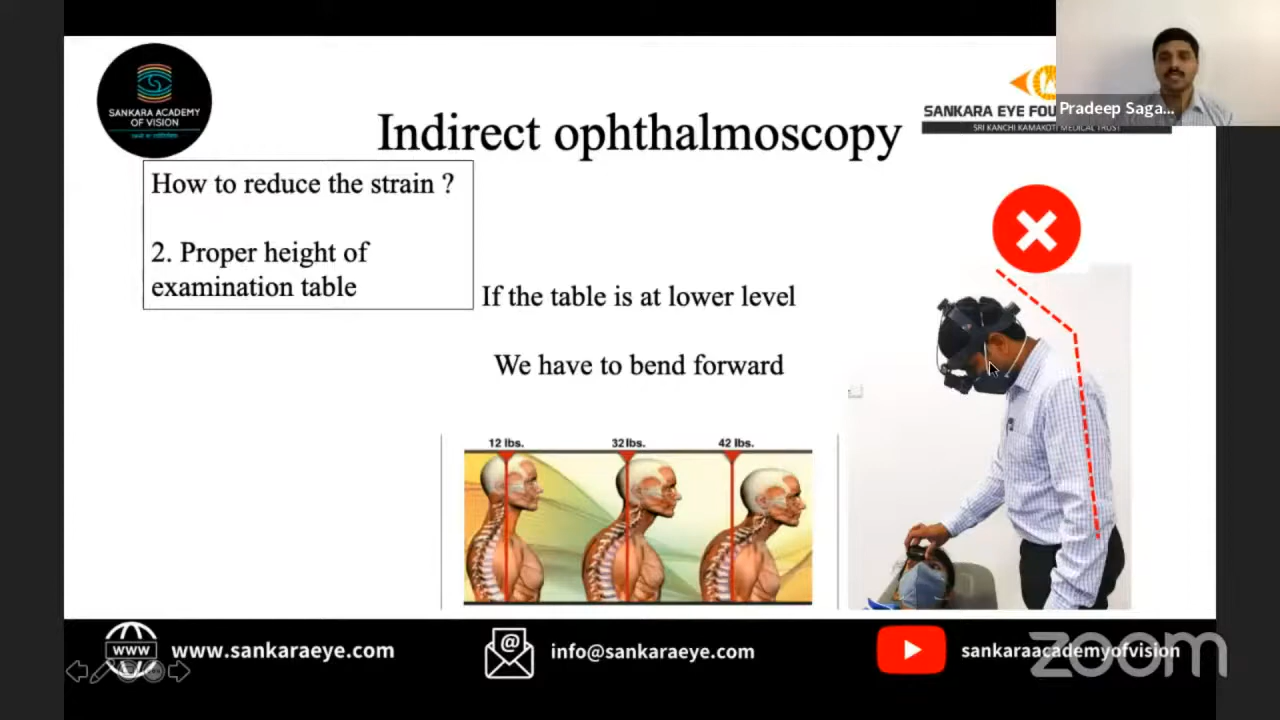 SANKARA ACADEMY
OF VISION
SANKARA EYE FOU
SRI KANCHI KAMAKOTI MEDICAL TRUST
Pradeep Saga...
Indirect ophthalmoscopy
How to reduce the strain ?
2. Proper height of
examination table
If the table is at lower level
We have to bend forward
12 lbs.
32 lbs.
42 lbs.
www
www.sankaraeye.com
@
info@sankaraeye.com
sankaraacademyofvision
zoom